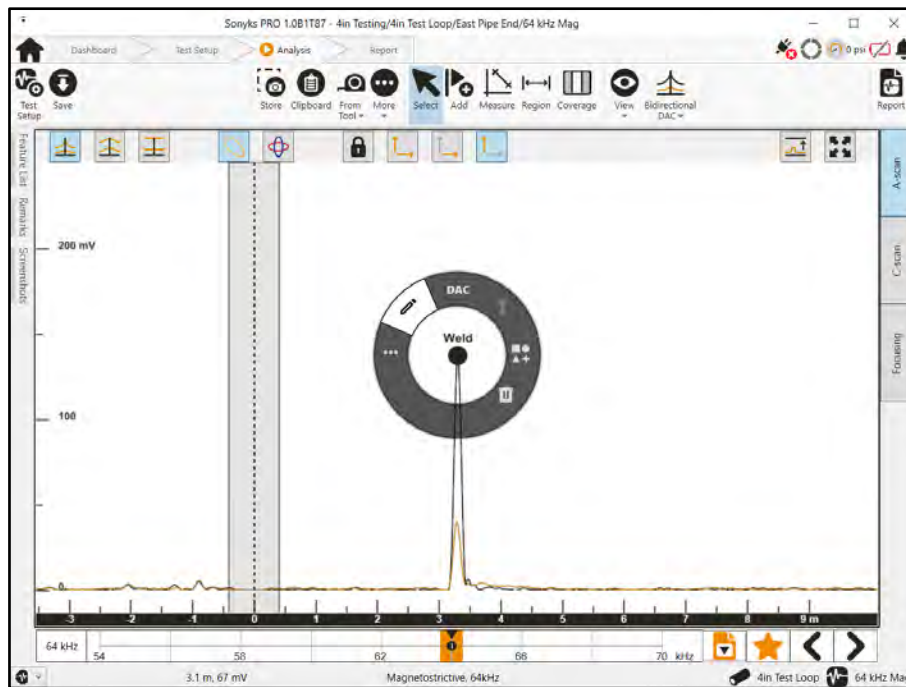 Sonyks PRO 1.0B1T87 - 4in Testing/4in Test Loop/East Pipe End/64 kHz Mag
Dashboard Test Setup Analysis Report
0 psi
Test Setup Save Store Clipboard From Tool More Select Add Measure Region Coverage View Bidirectional DAC Report
Feature List
Remarks
Screenshots
A-scan
C-scan
Focusing
200 mV
100
DAC
Weld
-3 -2 -1 0 1 2 3 4 5 6 7 8 9 m
64 kHz 54 58 62 66 70 kHz
3.1 m, 67 mV Magnetostrictive, 64kHz 4in Test Loop 64 kHz Mag